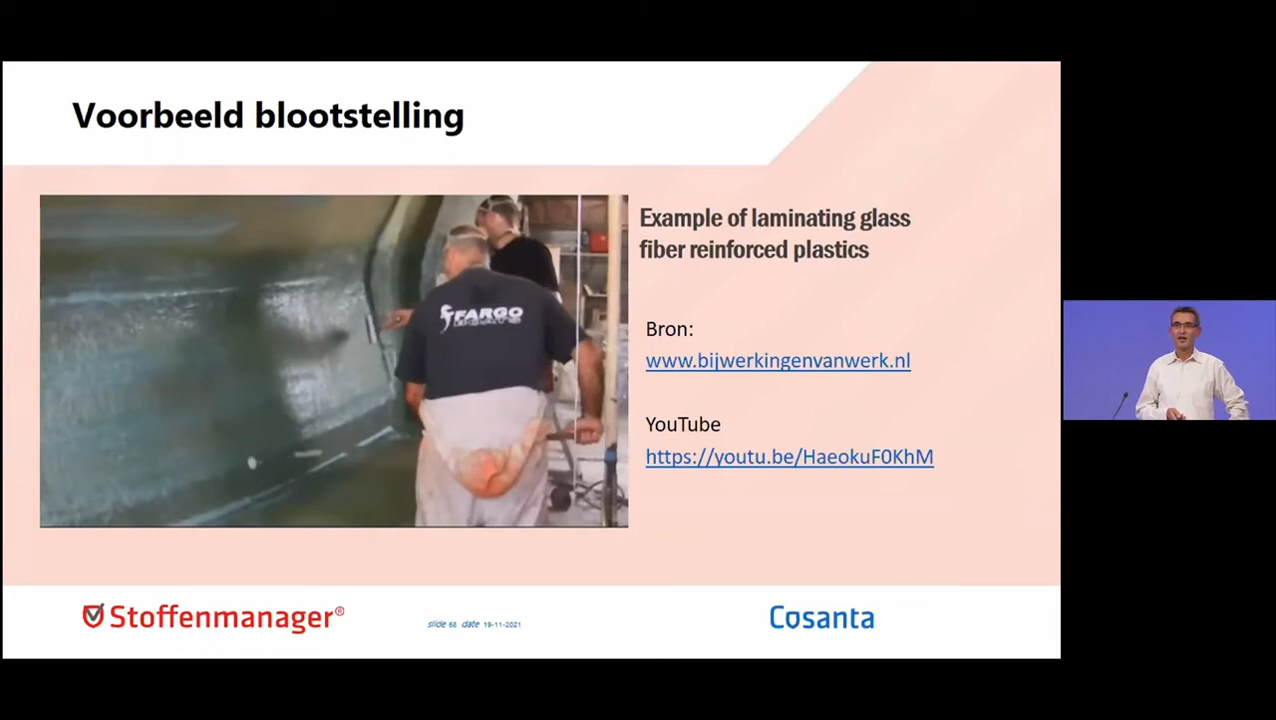 Voorbeeld blootstelling
FARGO
BOATS
Example of laminating glass
fiber reinforced plastics
Bron:
www.bijwerkingenvanwerk.nl
YouTube
https://youtu.be/HaeokuF0KhM
Stoffenmanager®
slide 68 date 19-11-2021
Cosanta